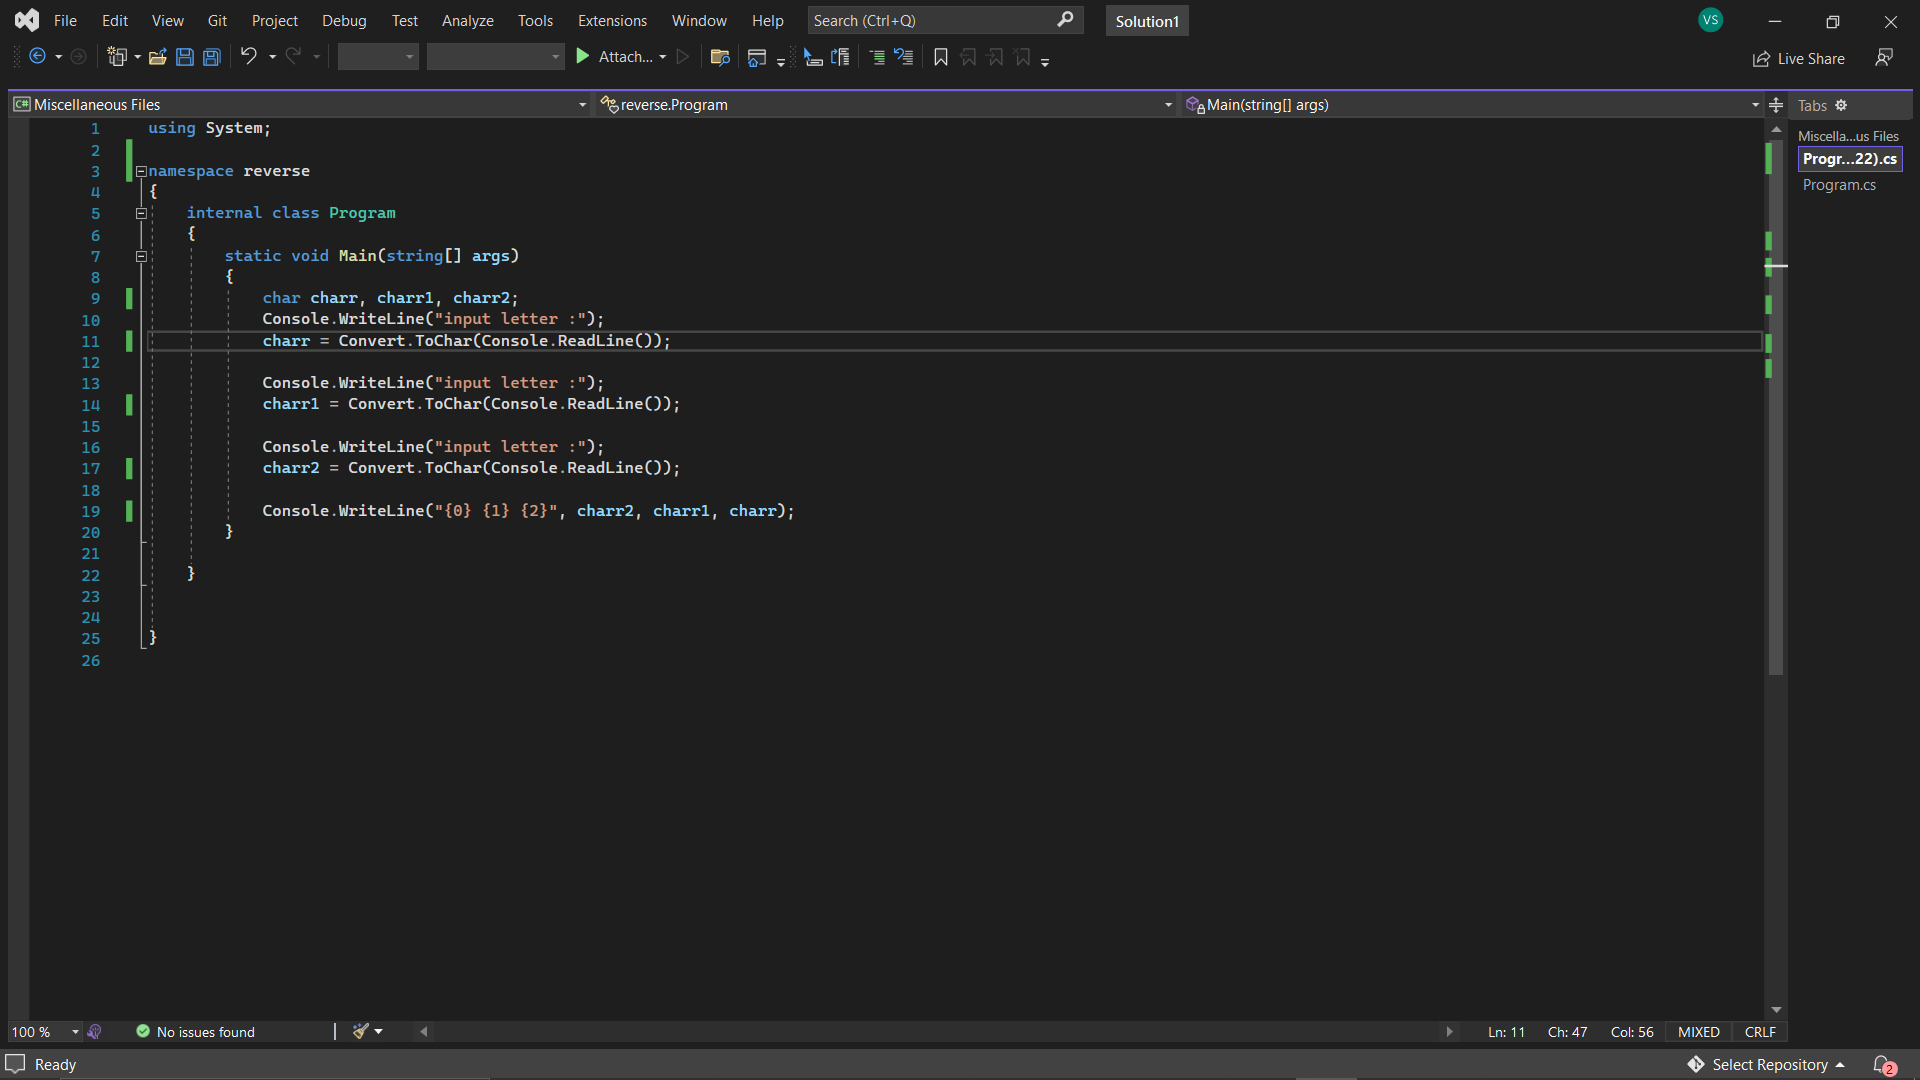 File Edit View Git Project Debug Test Analyze Tools Extensions Window Help Search (Ctrl+Q) Solution1 VS
Attach... Live Share
C# Miscellaneous Files reverse.Program Main(string[] args) Tabs
Miscella...us Files
Progr...22).cs
Program.cs
1 using System;
2
3 namespace reverse
4 {
5 internal class Program
6 {
7 static void Main(string[] args)
8 {
9 char charr, charr1, charr2;
10 Console.WriteLine("input letter :");
11 charr = Convert.ToChar(Console.ReadLine());
12
13 Console.WriteLine("input letter :");
14 charr1 = Convert.ToChar(Console.ReadLine());
15
16 Console.WriteLine("input letter :");
17 charr2 = Convert.ToChar(Console.ReadLine());
18
19 Console.WriteLine("{0} {1} {2}", charr2, charr1, charr);
20 }
21
22 }
23
24
25 }
26
100 % No issues found Ln: 11 Ch: 47 Col: 56 MIXED CRLF
Ready Select Repository 2